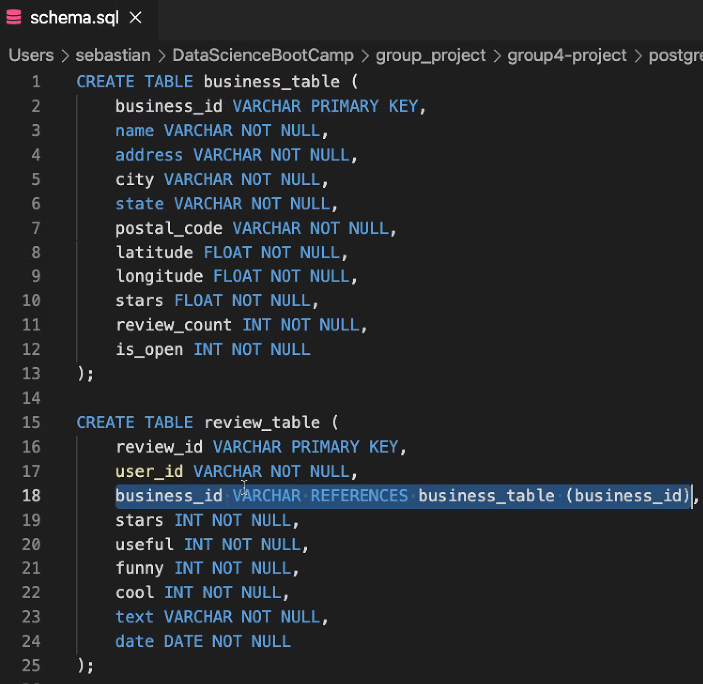 schema.sql ×
Users > sebastian > DataScienceBootCamp > group_project > group4-project > postgre
1 CREATE TABLE business_table (
2 business_id VARCHAR PRIMARY KEY,
3 name VARCHAR NOT NULL,
4 address VARCHAR NOT NULL,
5 city VARCHAR NOT NULL,
6 state VARCHAR NOT NULL,
7 postal_code VARCHAR NOT NULL,
8 latitude FLOAT NOT NULL,
9 longitude FLOAT NOT NULL,
10 stars FLOAT NOT NULL,
11 review_count INT NOT NULL,
12 is_open INT NOT NULL
13 );
14
15 CREATE TABLE review_table (
16 review_id VARCHAR PRIMARY KEY,
17 user_id VARCHAR NOT NULL,
18 business_id VARCHAR REFERENCES business_table (business_id),
19 stars INT NOT NULL,
20 useful INT NOT NULL,
21 funny INT NOT NULL,
22 cool INT NOT NULL,
23 text VARCHAR NOT NULL,
24 date DATE NOT NULL
25 );